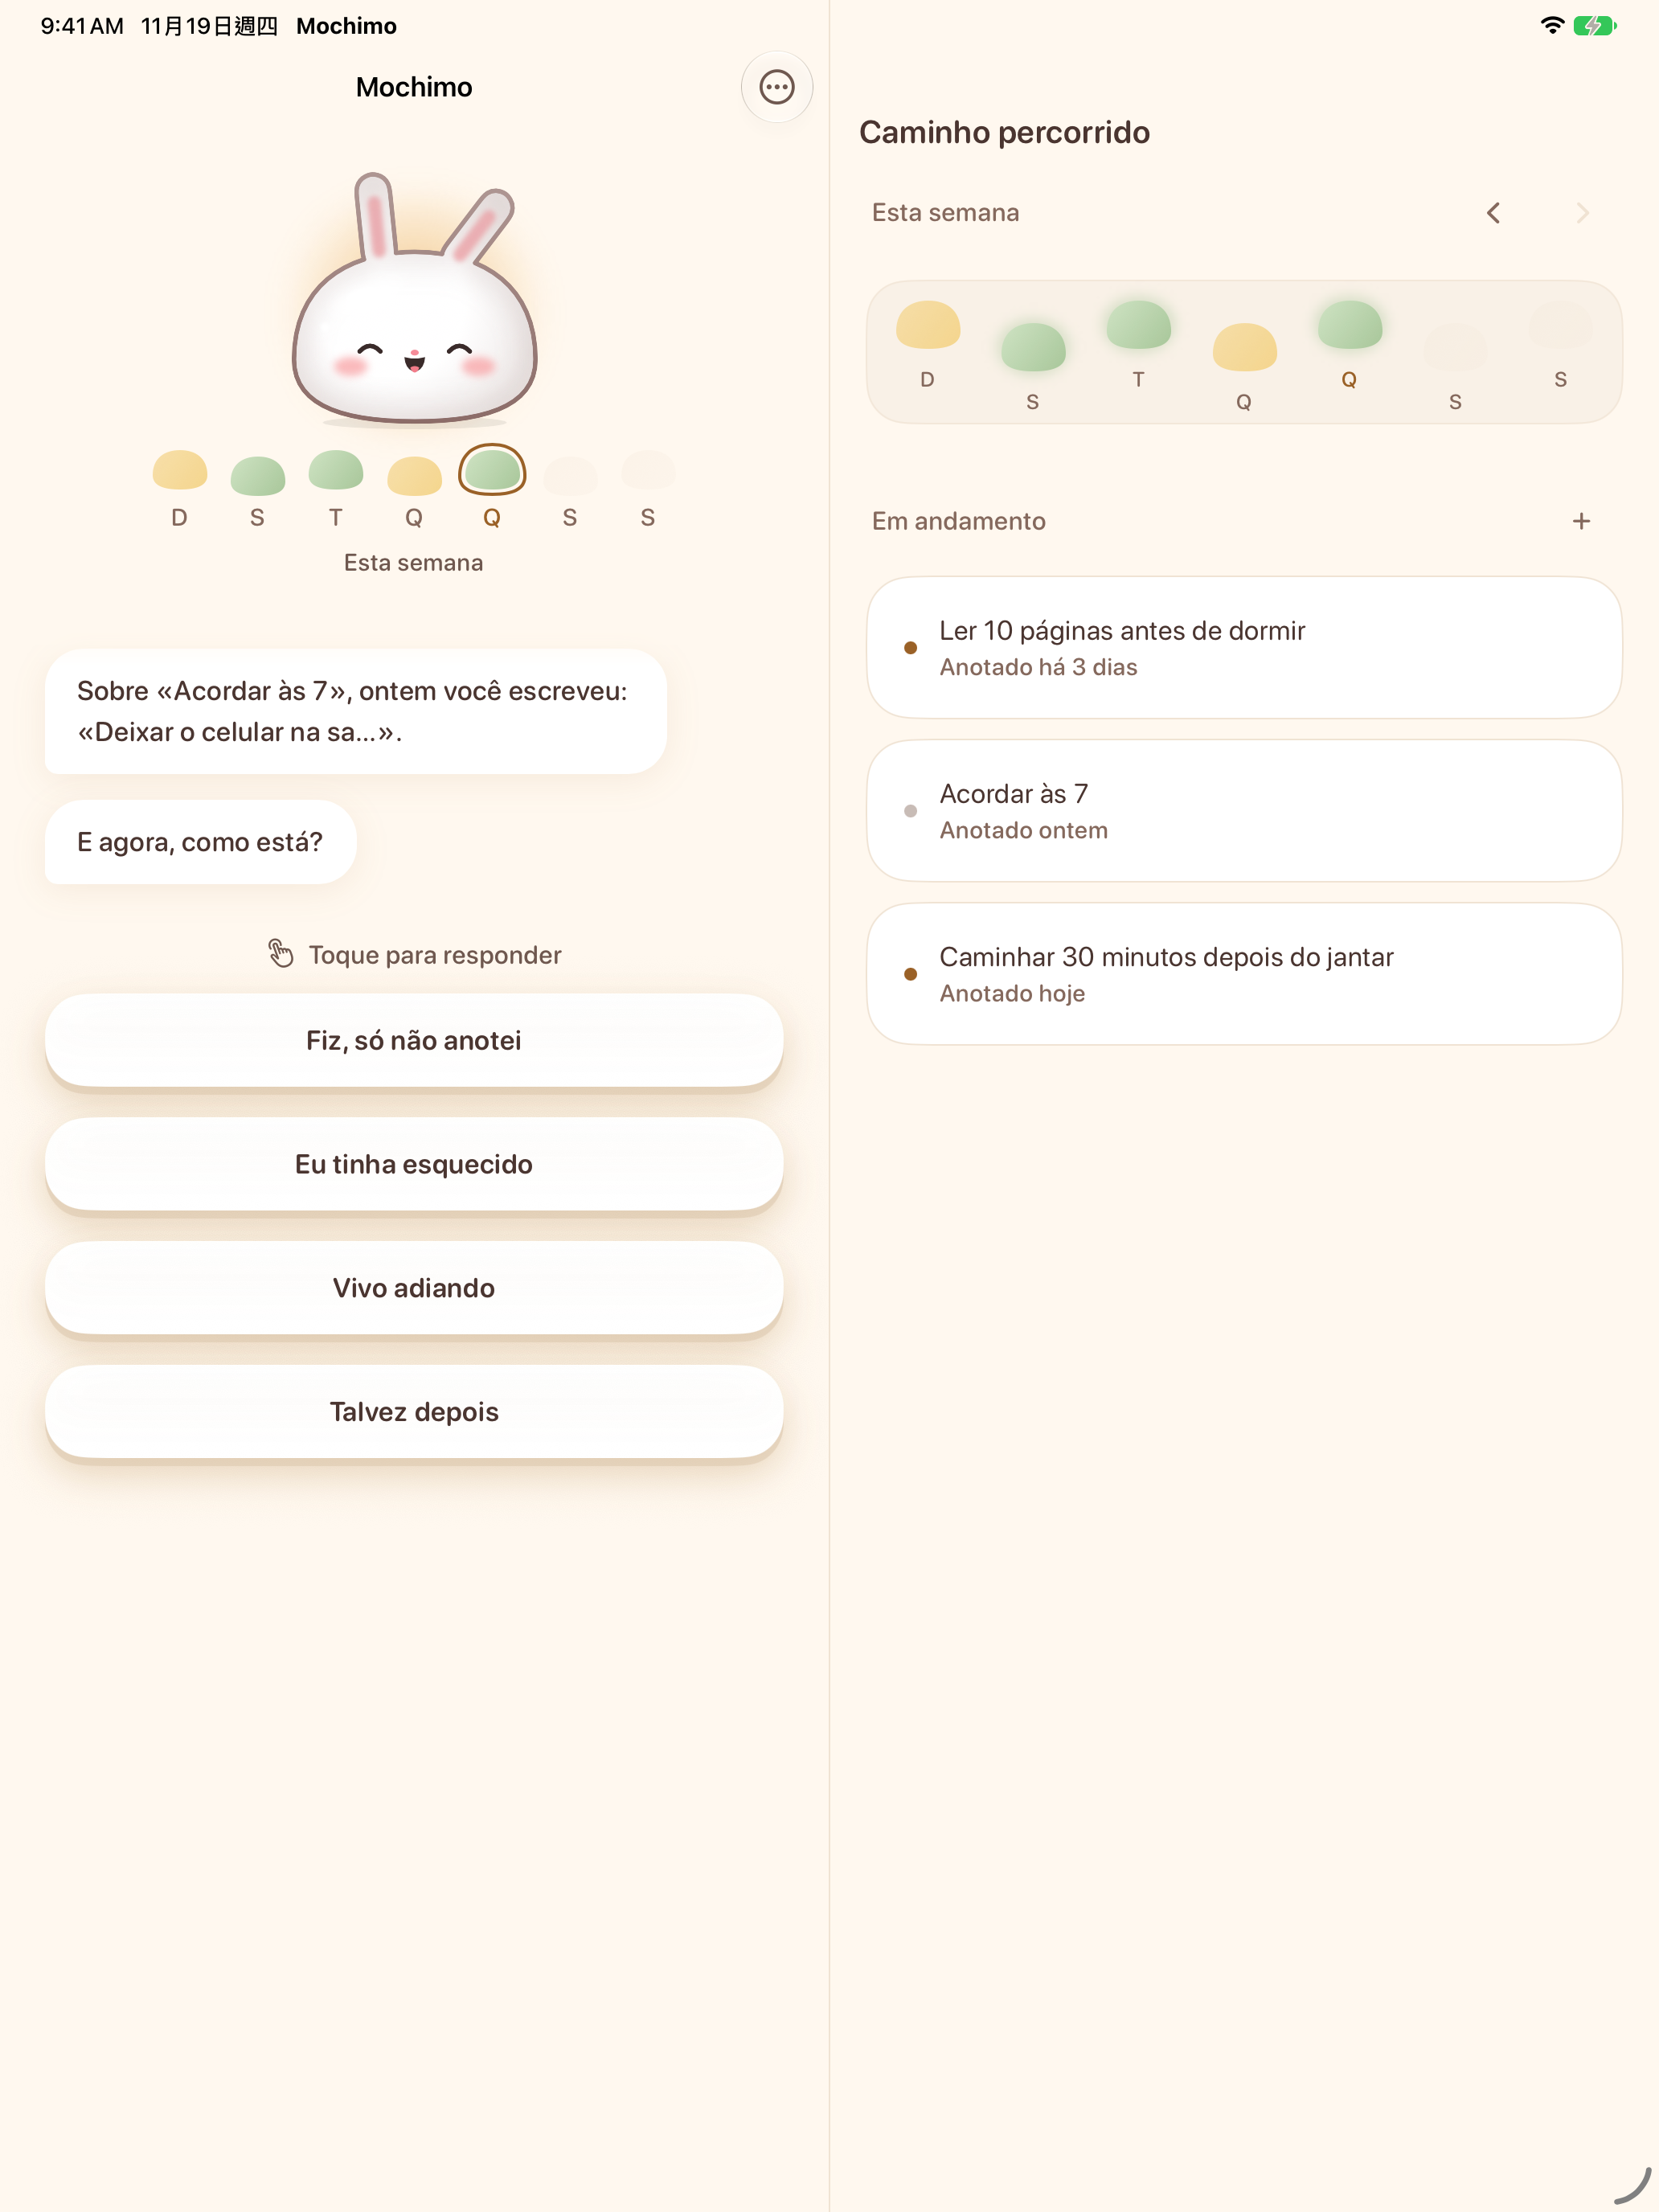 9:41 AM 11月19日週四 Mochimo
Mochimo
D S T Q Q S S
Esta semana
Sobre «Acordar às 7», ontem você escreveu:
«Deixar o celular na sa...».
E agora, como está?
Toque para responder
Fiz, só não anotei
Eu tinha esquecido
Vivo adiando
Talvez depois
Caminho percorrido
Esta semana
D S T Q Q S S
Em andamento
Ler 10 páginas antes de dormir
Anotado há 3 dias
Acordar às 7
Anotado ontem
Caminhar 30 minutos depois do jantar
Anotado hoje